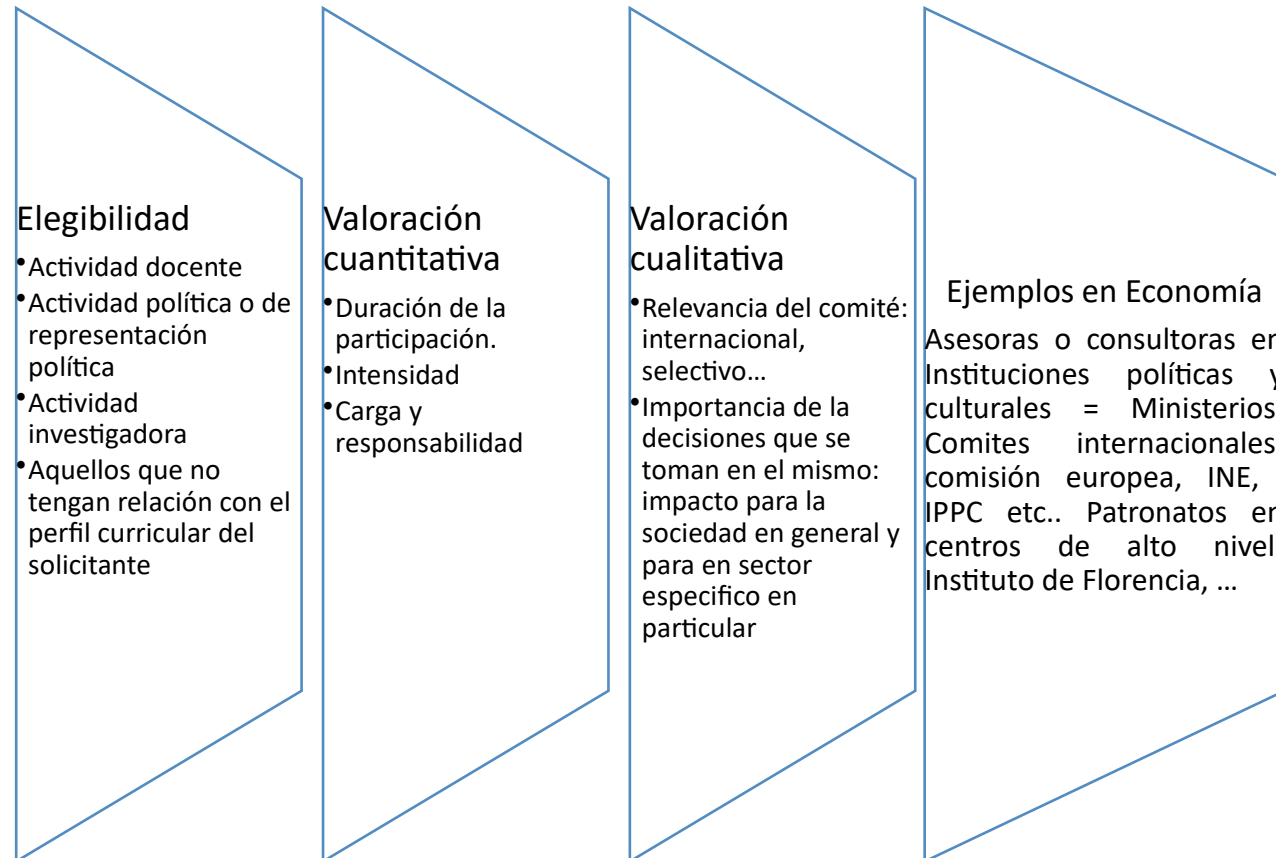 Elegibilidad
•Actividad docente
•Actividad política o de
representación
política
•Actividad
investigadora
•Aquellos que no
tengan relación con el
perfil curricular del
solicitante
Valoración
cuantitativa
•Duración de la
participación.
•Intensidad
•Carga y
responsabilidad
Valoración
cualitativa
•Relevancia del comité:
internacional,
selectivo…
•Importancia de la
decisiones que se
toman en el mismo:
impacto para la
sociedad en general y
para en sector
especifico en
particular
Ejemplos en Economía
Asesoras o consultoras en
Instituciones políticas y
culturales = Ministerios
Comites internacionales
comisión europea, INE,
IPPC etc.. Patronatos en
centros de alto nivel
Instituto de Florencia, …